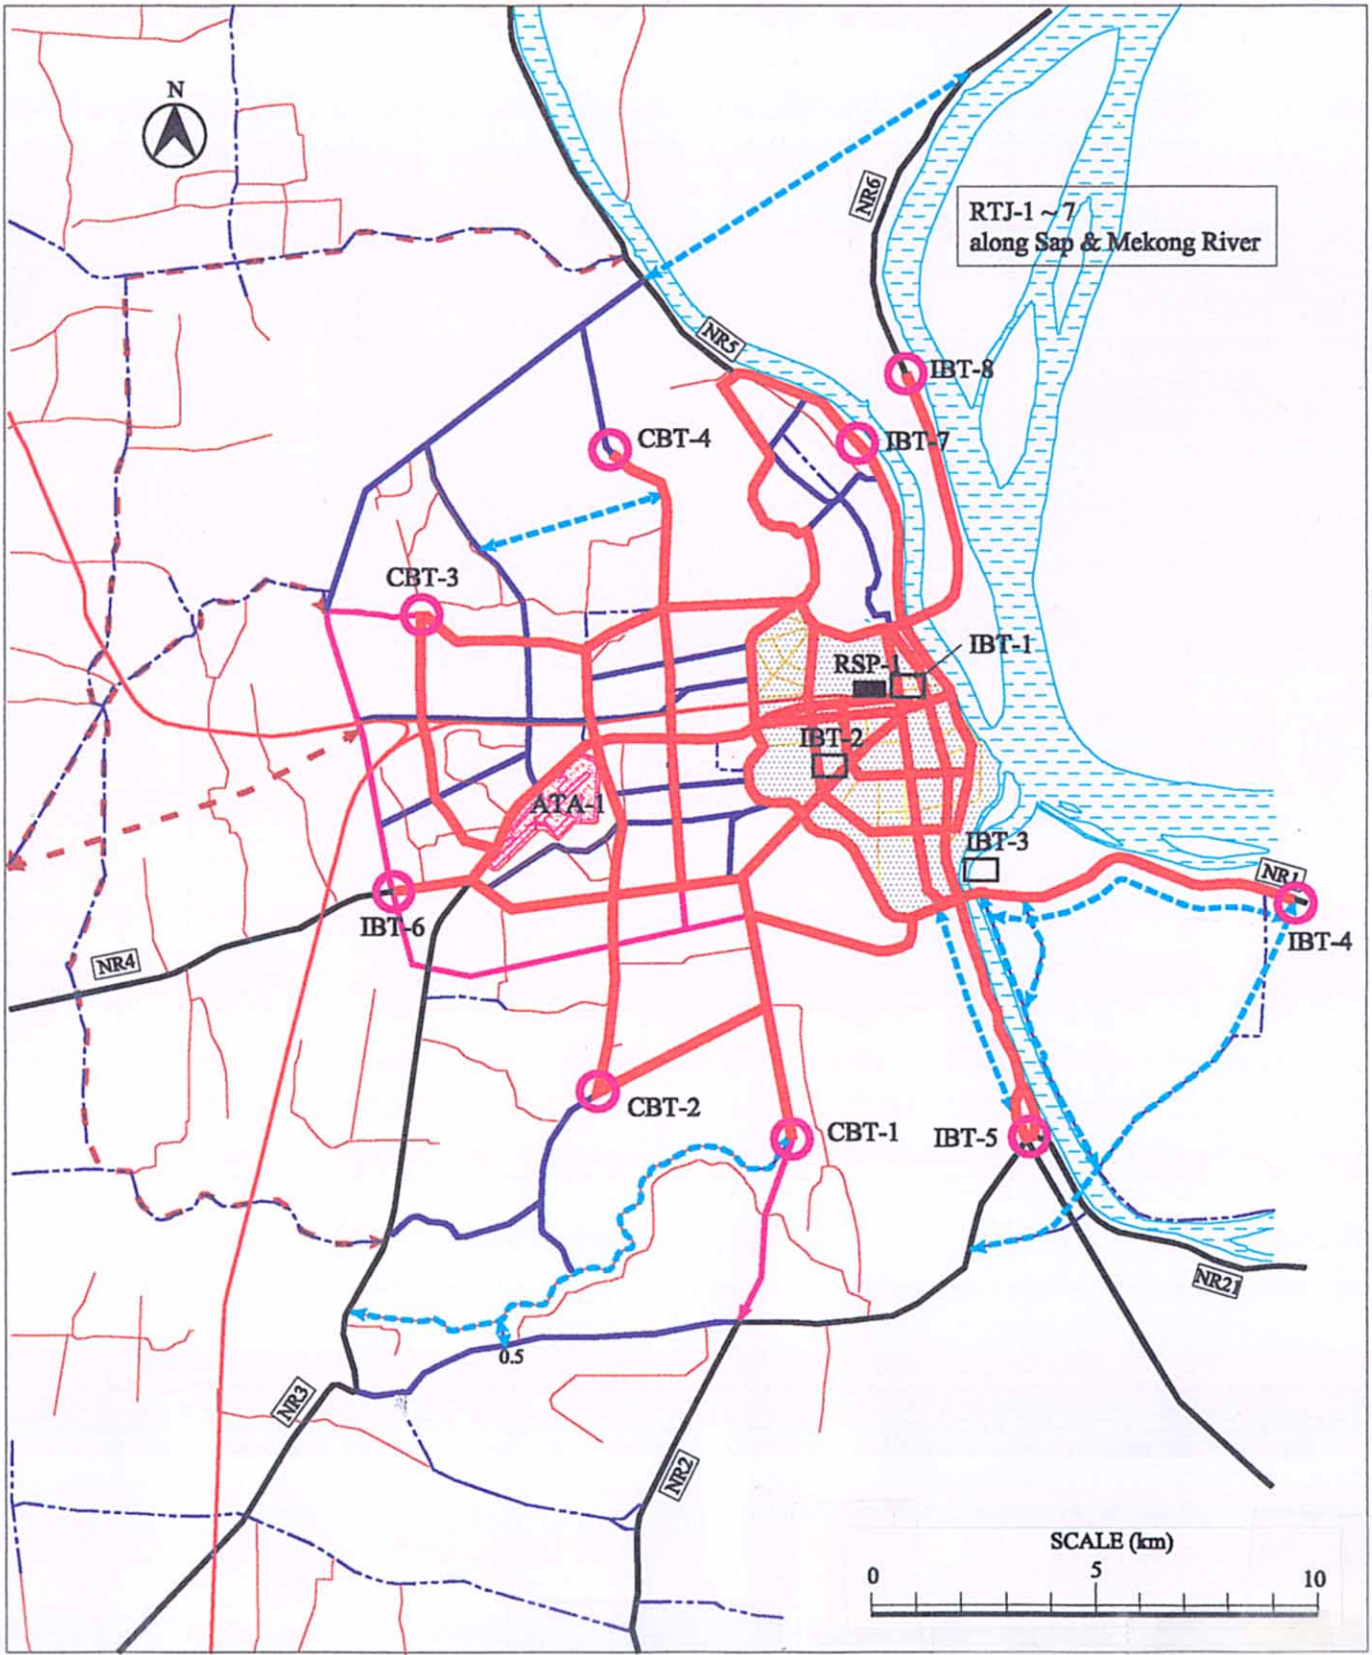 N
NR6
RTJ-1 ~ 7
along Sap & Mekong River
NR5
IBT-8
CBT-4
IBT-7
CBT-3
IBT-1
RSP-1
IBT-2
ATA-1
IBT-3
NR1
IBT-6
IBT-4
NR4
CBT-2
CBT-1
IBT-5
NR21
0.5
NR3
NR2
SCALE (km)
0 5 10